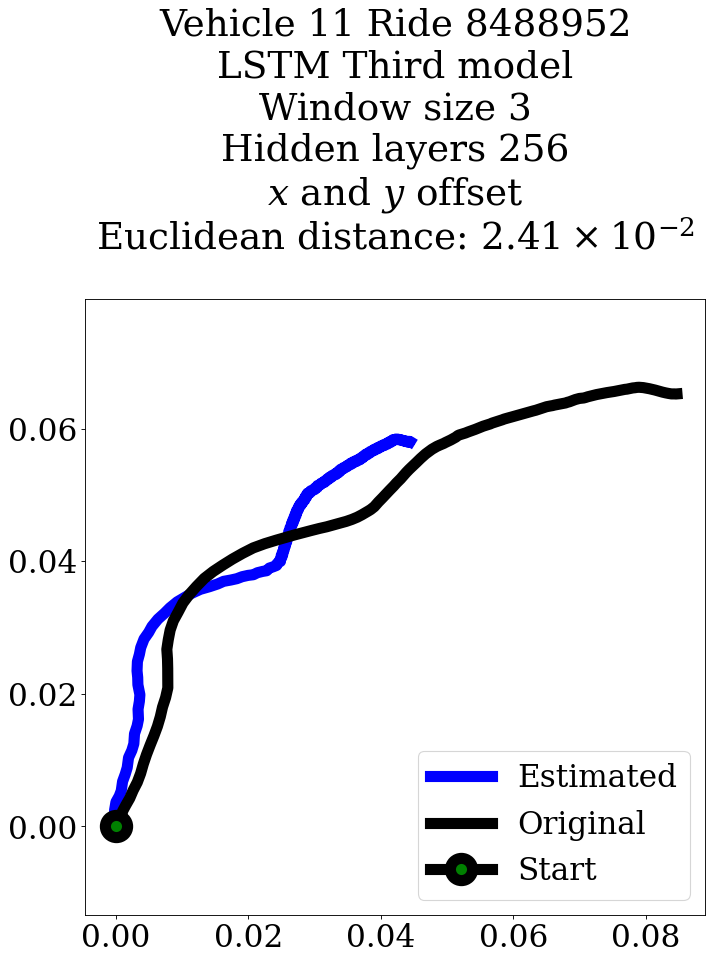 Vehicle 11 Ride 8488952
LSTM Third model
Window size 3
Hidden layers 256
x and y offset
Euclidean distance: 2.41 × 10⁻²
0.06
0.04
0.02
0.00
Estimated
Original
Start
0.00 0.02 0.04 0.06 0.08